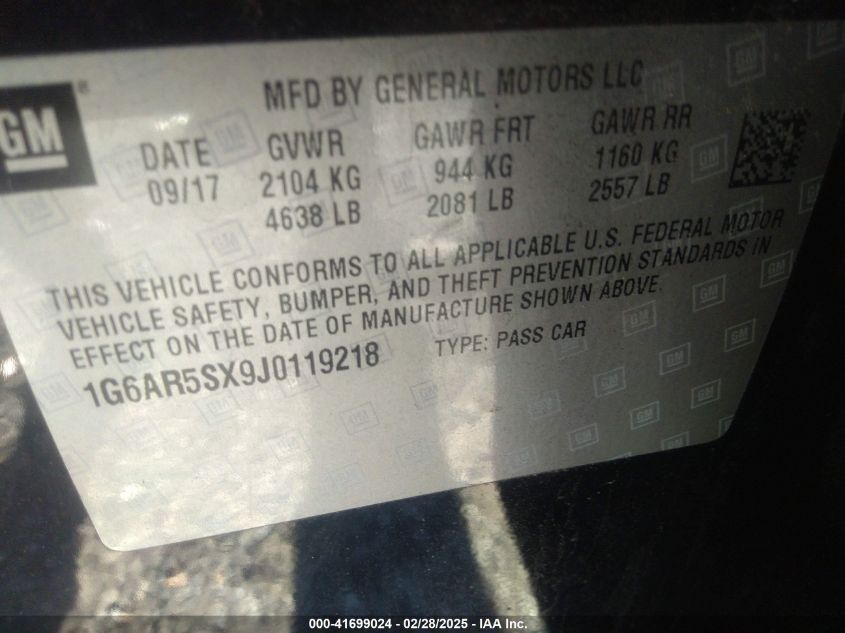 GM ®
MFD BY GENERAL MOTORS LLC
DATE GVWR GAWR FRT GAWR RR
09/17 2104 KG 944 KG 1160 KG
4638 LB 2081 LB 2557 LB
THIS VEHICLE CONFORMS TO ALL APPLICABLE U.S. FEDERAL MOTOR
VEHICLE SAFETY, BUMPER, AND THEFT PREVENTION STANDARDS IN
EFFECT ON THE DATE OF MANUFACTURE SHOWN ABOVE.
1G6AR5SX9J0119218 TYPE: PASS CAR
000-41699024 - 02/28/2025 - IAA Inc.